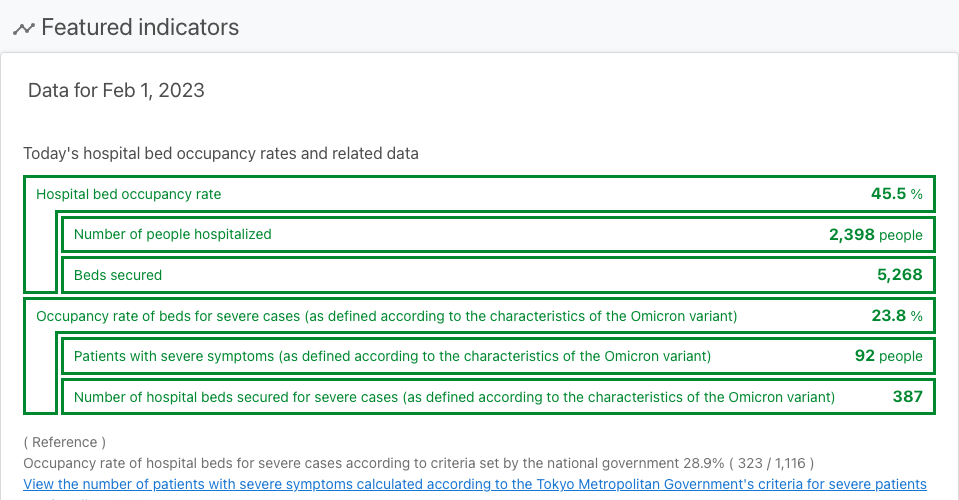 Featured indicators
Data for Feb 1, 2023
Today's hospital bed occupancy rates and related data
Hospital bed occupancy rate 45.5 %
Number of people hospitalized 2,398 people
Beds secured 5,268
Occupancy rate of beds for severe cases (as defined according to the characteristics of the Omicron variant) 23.8 %
Patients with severe symptoms (as defined according to the characteristics of the Omicron variant) 92 people
Number of hospital beds secured for severe cases (as defined according to the characteristics of the Omicron variant) 387
( Reference )
Occupancy rate of hospital beds for severe cases according to criteria set by the national government 28.9% ( 323 / 1,116 )
View the number of patients with severe symptoms calculated according to the Tokyo Metropolitan Government's criteria for severe patients